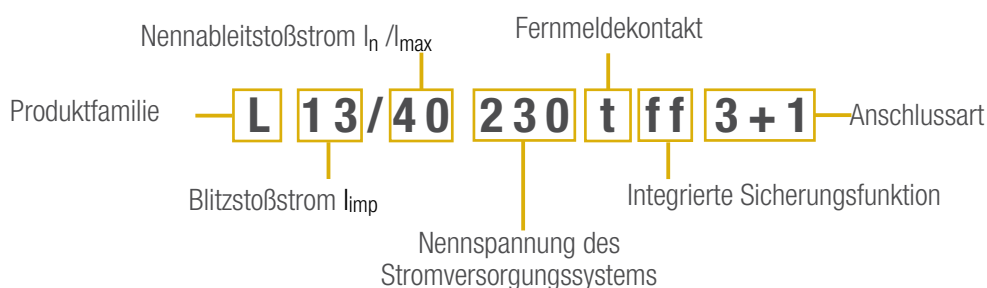 Nennableitstoßstrom In /Imax
Fernmeldekontakt
Produktfamilie
L 13/40 230 t ff 3+1
Anschlussart
Blitzstoßstrom Iimp
Integrierte Sicherungsfunktion
Nennspannung des
Stromversorgungssystems